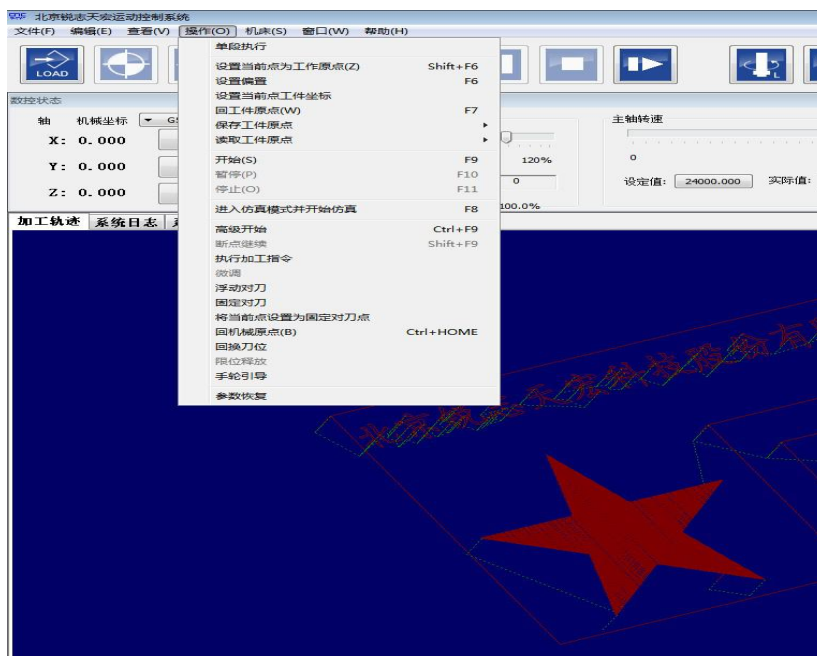 北京锐志天宏运动控制系统
文件(F) 编辑(E) 查看(V) 操作(O) 机床(S) 窗口(W) 帮助(H)
单段执行
设置当前点为工作原点(Z) Shift+F6
设置偏置 F6
设置当前点工件坐标
回工件原点(W) F7
保存工件原点
读取工件原点
开始(S) F9
暂停(P) F10
停止(O) F11
进入仿真模式并开始仿真 F8
高级开始 Ctrl+F9
断点继续 Shift+F9
执行加工指令
微调
浮动对刀
固定对刀
将当前点设置为固定对刀点
回机械原点(B) Ctrl+HOME
回换刀位
限位释放
手轮引导
参数恢复
LOAD
L
数控状态
轴 机械坐标
X: 0.000
Y: 0.000
Z: 0.000
120%
0
100.0%
主轴转速
0
设定值: 24000.000 实际值:
加工轨迹 系统日志